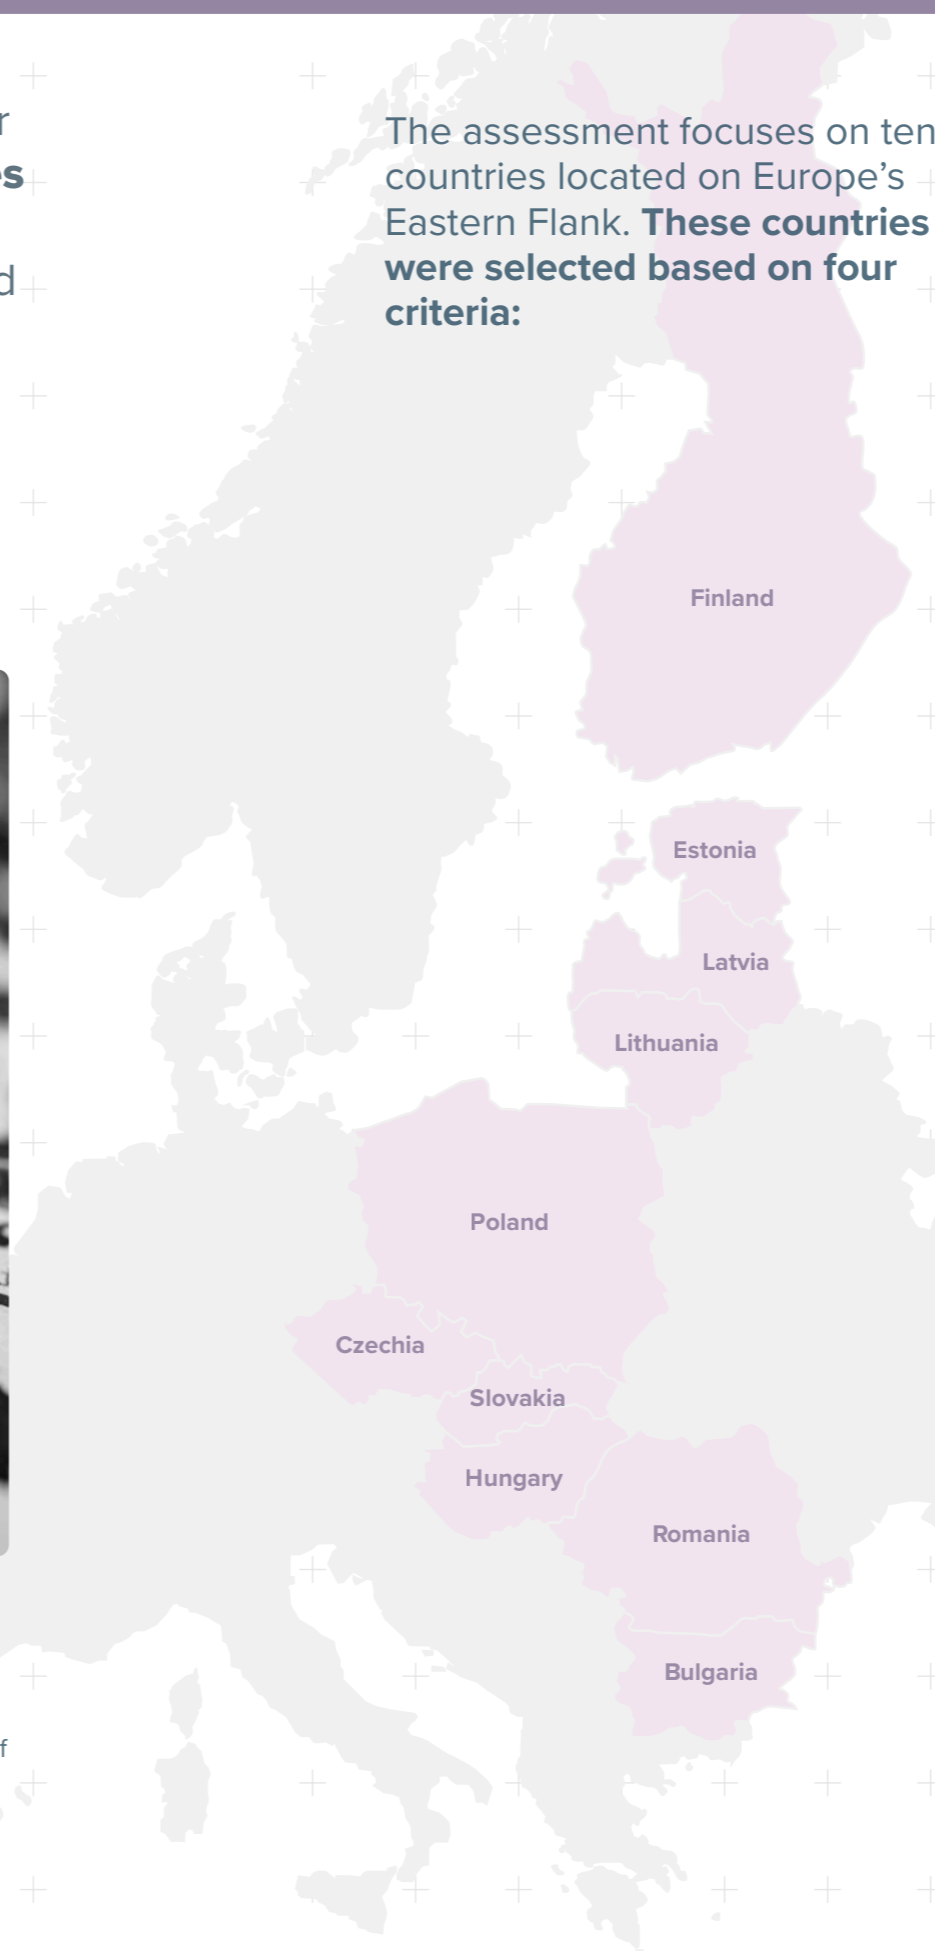 r
es
d
The assessment focuses on ten
countries located on Europe’s
Eastern Flank. These countries
were selected based on four
criteria:
Finland
Estonia
Latvia
Lithuania
Poland
Czechia
Slovakia
Hungary
Romania
Bulgaria
f